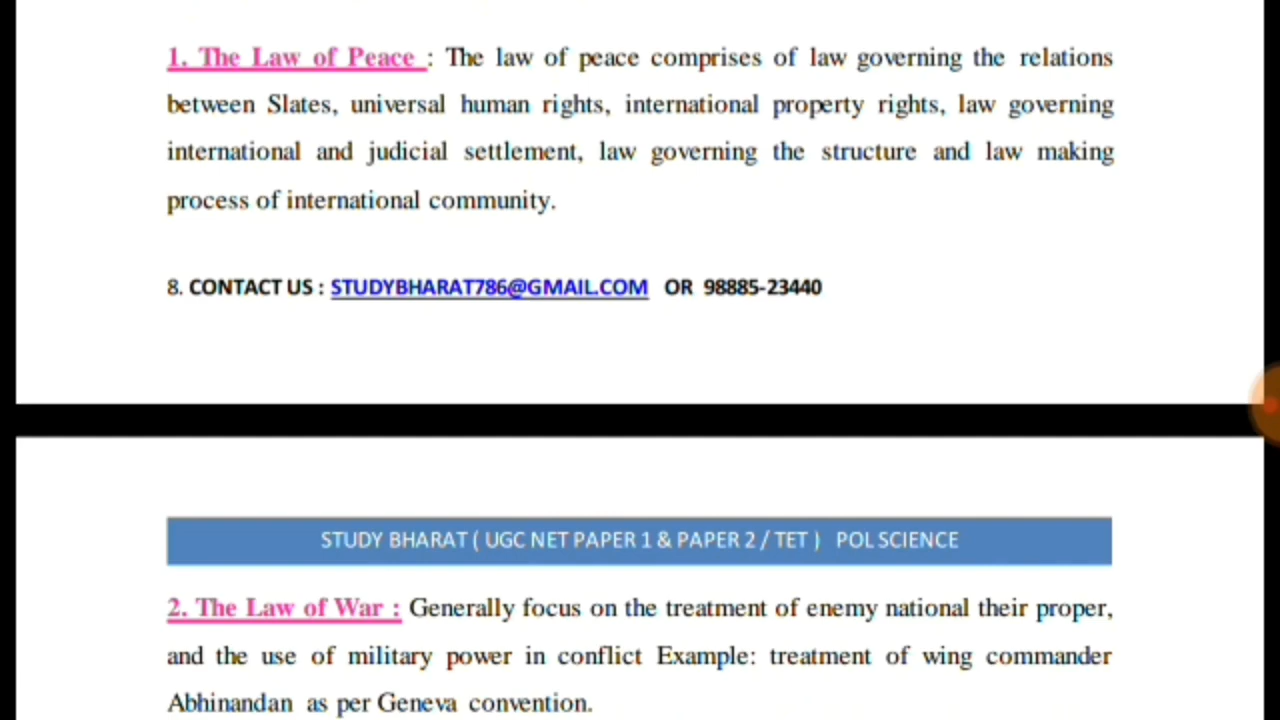 1. The Law of Peace : The law of peace comprises of law governing the relations
between Slates, universal human rights, international property rights, law governing
international and judicial settlement, law governing the structure and law making
process of international community.
8. CONTACT US : STUDYBHARAT786@GMAIL.COM OR 98885-23440
STUDY BHARAT ( UGC NET PAPER 1 & PAPER 2 / TET ) POL SCIENCE
2. The Law of War : Generally focus on the treatment of enemy national their proper,
and the use of military power in conflict Example: treatment of wing commander
Abhinandan as per Geneva convention.